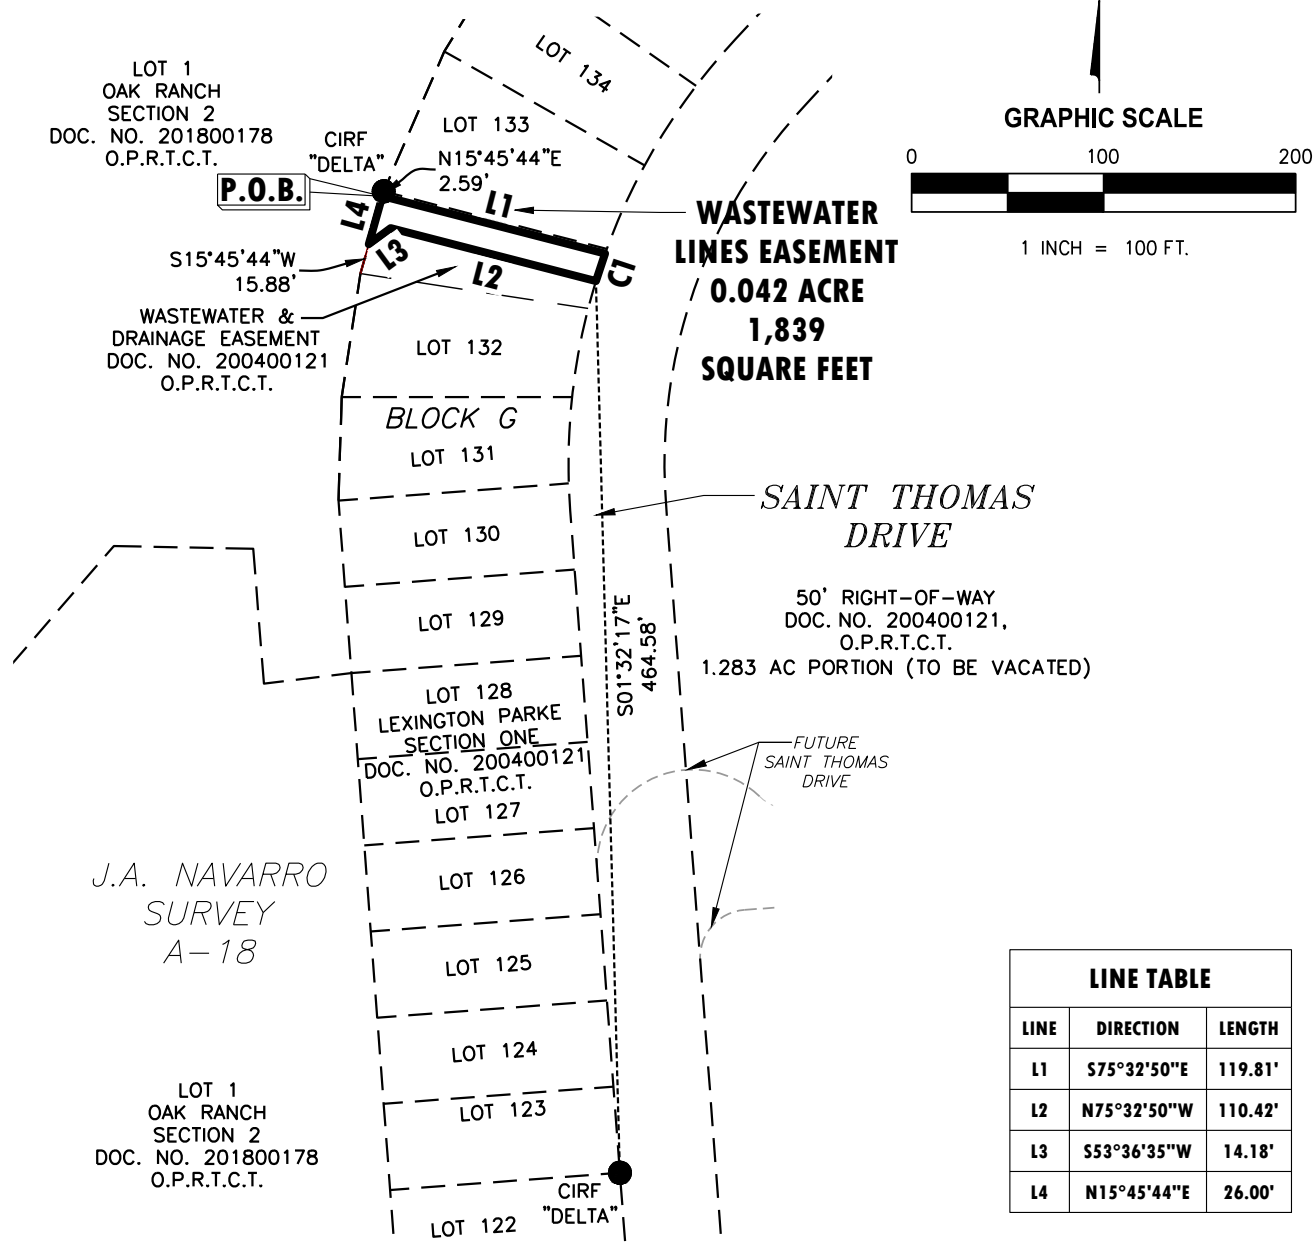 LOT 134
LOT 1
OAK RANCH
SECTION 2
DOC. NO. 201800178
O.P.R.T.C.T.
CIRF
"DELTA"
LOT 133
N15°45'44"E
2.59'
P.O.B.
L1
L4
L3
L2
C1
S15°45'44"W
15.88'
WASTEWATER &
DRAINAGE EASEMENT
DOC. NO. 200400121
O.P.R.T.C.T.
WASTEWATER
LINES EASEMENT
0.042 ACRE
1,839
SQUARE FEET
GRAPHIC SCALE
0 100 200
1 INCH = 100 FT.
LOT 132
BLOCK G
LOT 131
LOT 130
LOT 129
LOT 128
LEXINGTON PARKE
SECTION ONE
DOC. NO. 200400121
O.P.R.T.C.T.
LOT 127
LOT 126
LOT 125
LOT 124
LOT 123
LOT 122
SAINT THOMAS
DRIVE
50' RIGHT-OF-WAY
DOC. NO. 200400121,
O.P.R.T.C.T.
1.283 AC PORTION (TO BE VACATED)
S01°32'17"E
464.58'
FUTURE
SAINT THOMAS
DRIVE
J.A. NAVARRO
SURVEY
A-18
LOT 1
OAK RANCH
SECTION 2
DOC. NO. 201800178
O.P.R.T.C.T.
CIRF
"DELTA"
LINE TABLE
LINE DIRECTION LENGTH
L1 S75°32'50"E 119.81'
L2 N75°32'50"W 110.42'
L3 S53°36'35"W 14.18'
L4 N15°45'44"E 26.00'